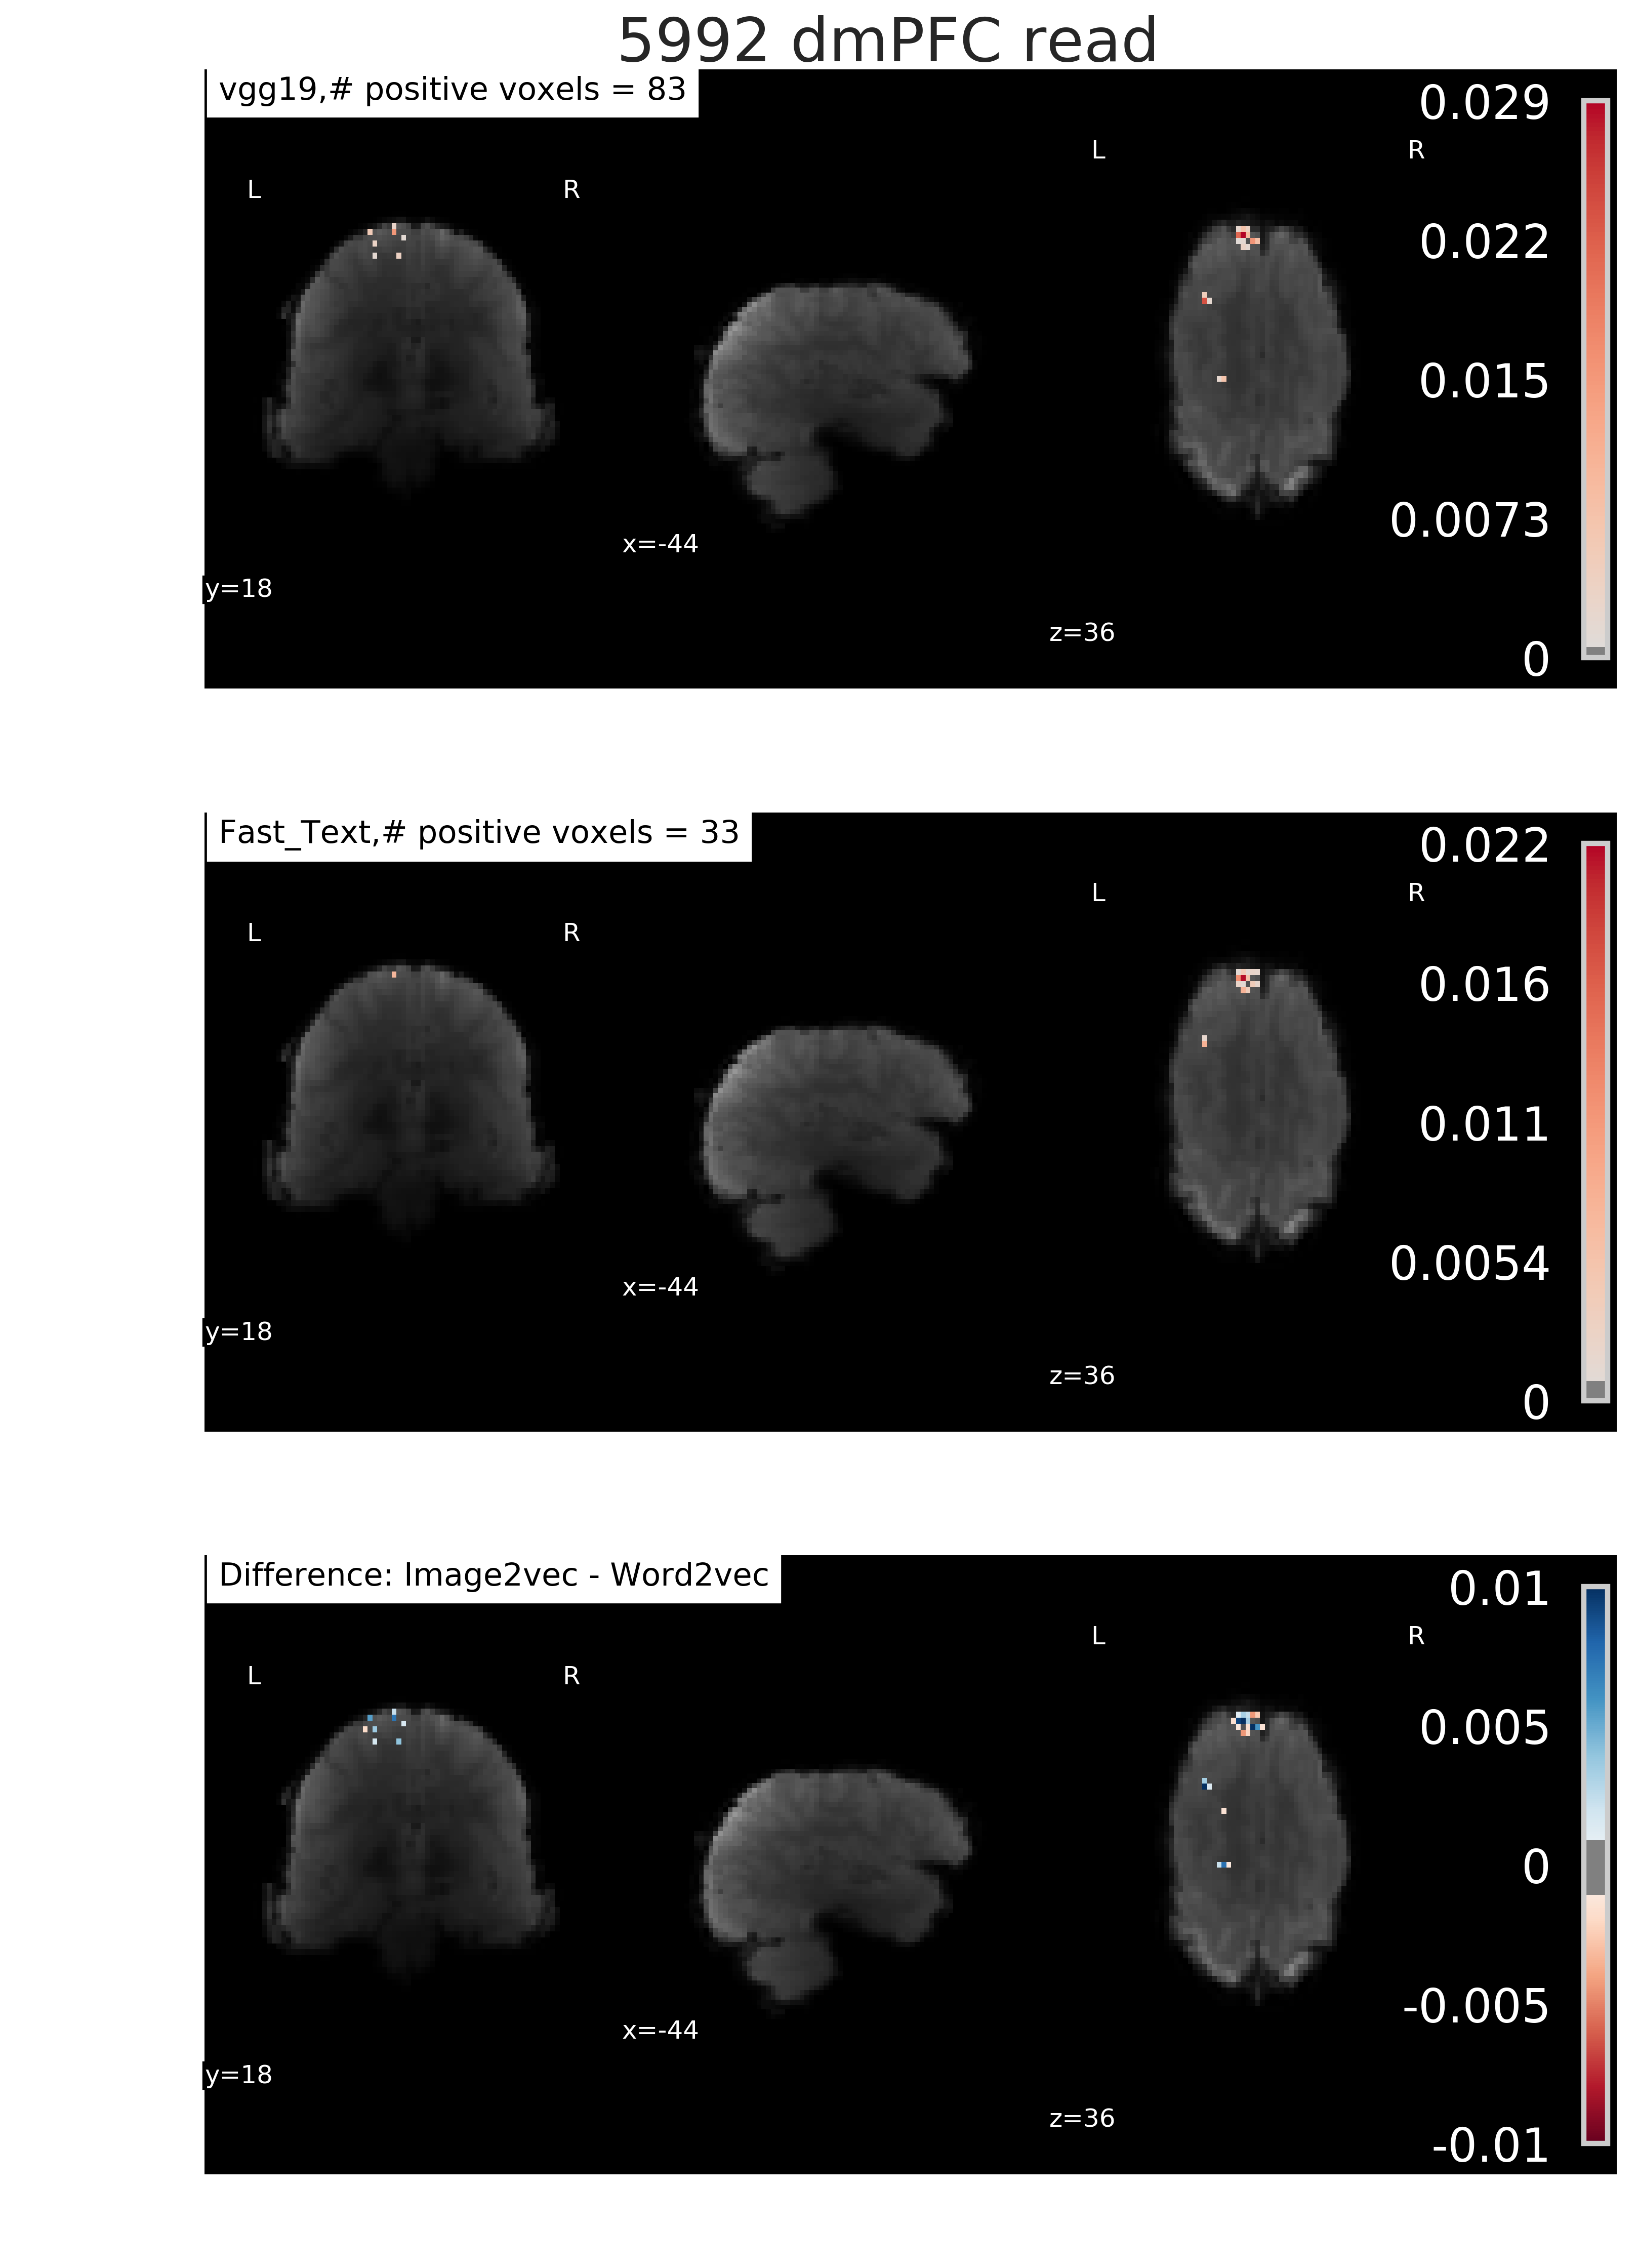 5992 dmPFC read
vgg19,# positive voxels = 83
0.029
L
R
L
R
0.022
0.015
0.0073
x=-44
y=18
z=36
0
Fast_Text,# positive voxels = 33
0.022
L
R
L
R
0.016
0.011
0.0054
x=-44
y=18
z=36
0
Difference: Image2vec - Word2vec
0.01
L
R
L
R
0.005
0
-0.005
x=-44
y=18
z=36
-0.01